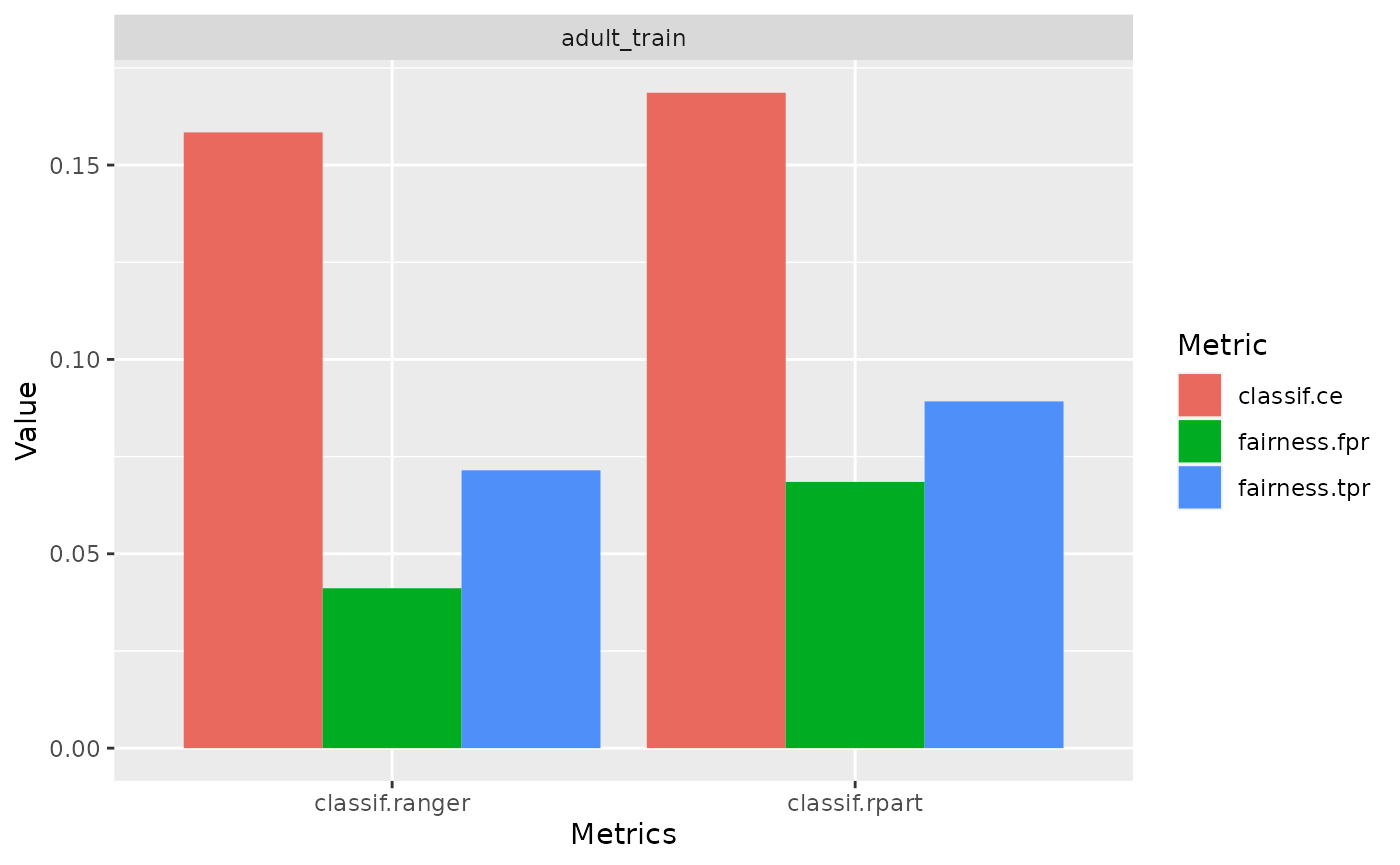 adult_train
0.15
0.10
0.05
0.00
Value
classif.ranger
classif.rpart
Metrics
Metric
classif.ce
fairness.fpr
fairness.tpr